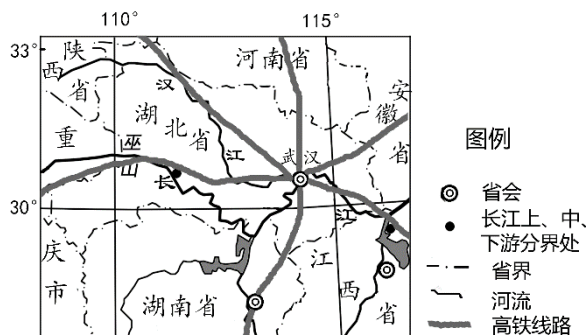 110°
115°
33°
30°
陕西省
河南省
安徽省
湖北省
汉江
武汉
重庆市
巫山
长江
江西省
湖南省
图例
省会
长江上、中、
下游分界处
省界
河流
高铁线路